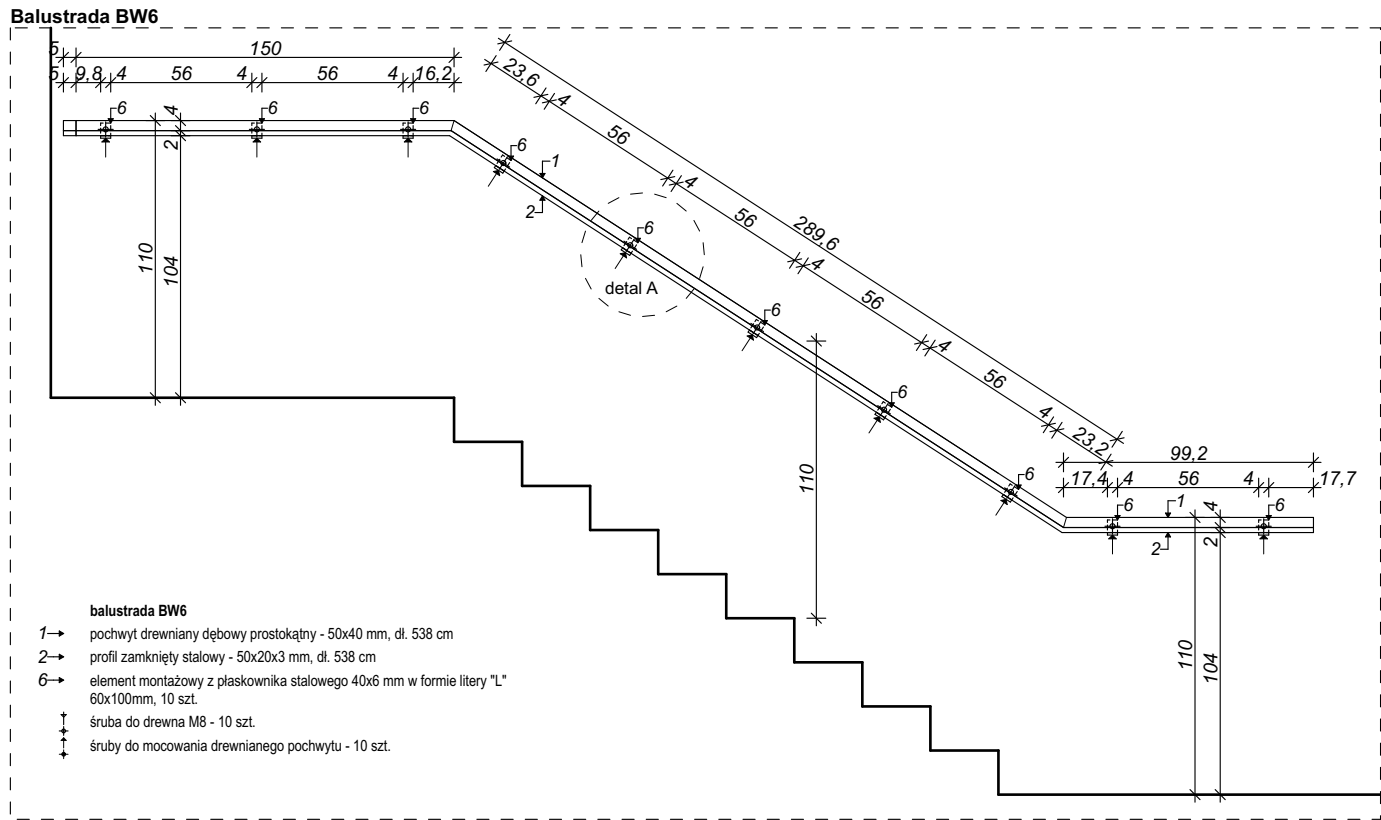 Balustrada BW6
5 150
5 9,8 4 56 4 56 4 16,2
6 6 6
4
2
110
104
23,6 4 56 4 56 4 56 4 56 4 23,2
289,6
6
1
2
6
detal A
6
6
6
110
99,2
17,4 4 56 4 17,7
6 1 4 6
2 2
110
104
balustrada BW6
1 pochwyt drewniany dębowy prostokątny - 50x40 mm, dł. 538 cm
2 profil zamknięty stalowy - 50x20x3 mm, dł. 538 cm
6 element montażowy z płaskownika stalowego 40x6 mm w formie litery "L"
60x100mm, 10 szt.
śruba do drewna M8 - 10 szt.
śruby do mocowania drewnianego pochwytu - 10 szt.